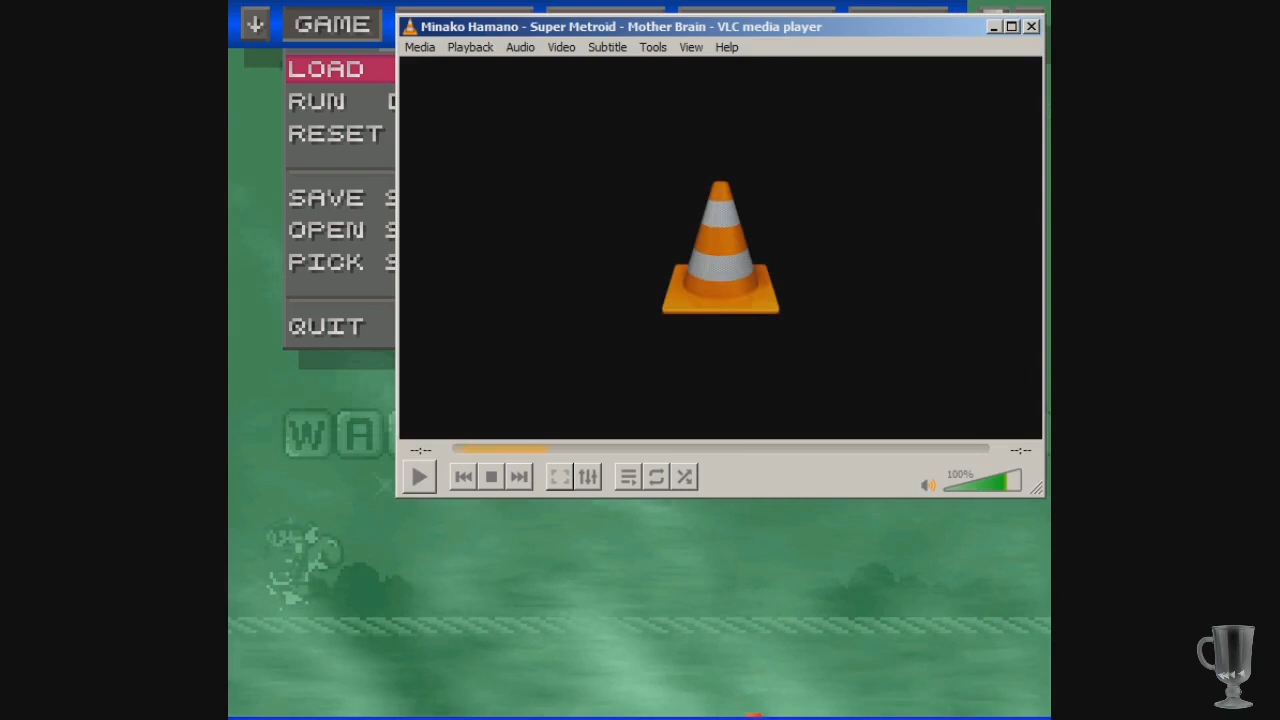 GAME
Minako Hamano - Super Metroid - Mother Brain - VLC media player
Media Playback Audio Video Subtitle Tools View Help
LOAD
RUN
RESET
SAVE S
OPEN S
PICK S
QUIT
WA
--:-- --:--
100%